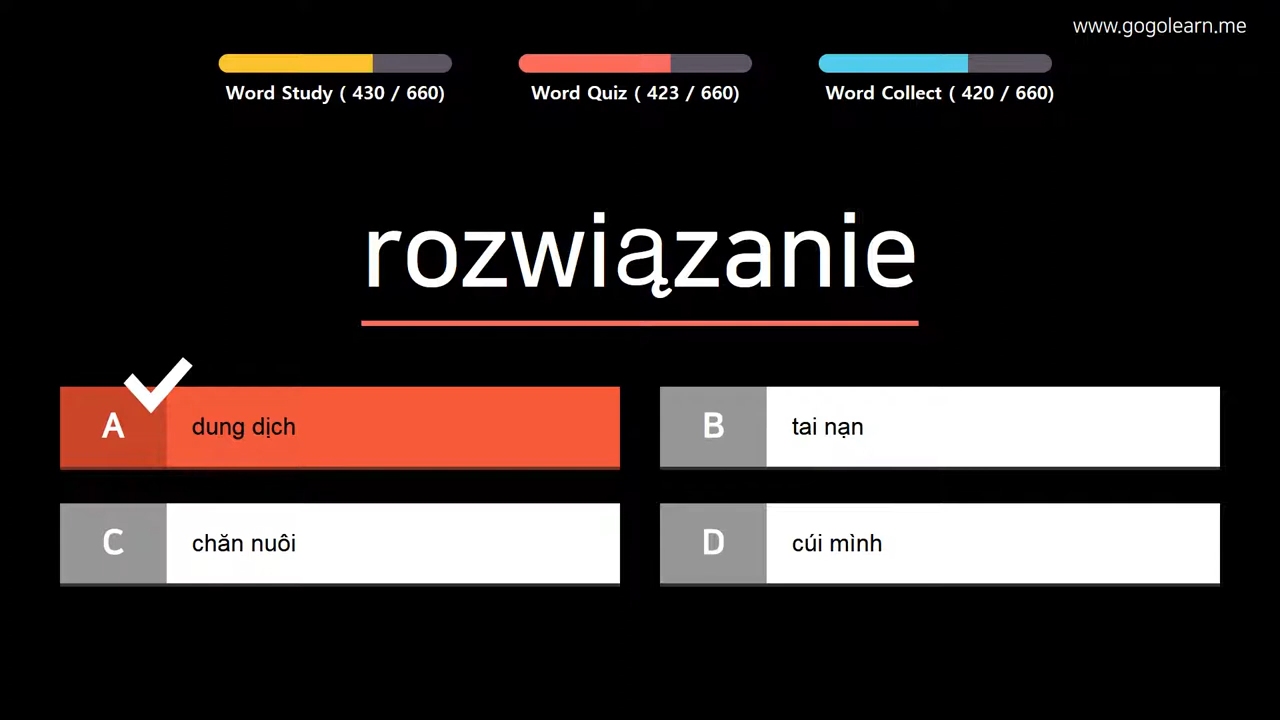 www.gogolearn.me
Word Study ( 430 / 660)
Word Quiz ( 423 / 660)
Word Collect ( 420 / 660)
rozwiązanie
A dung dịch
B tai nạn
C chăn nuôi
D cúi mình